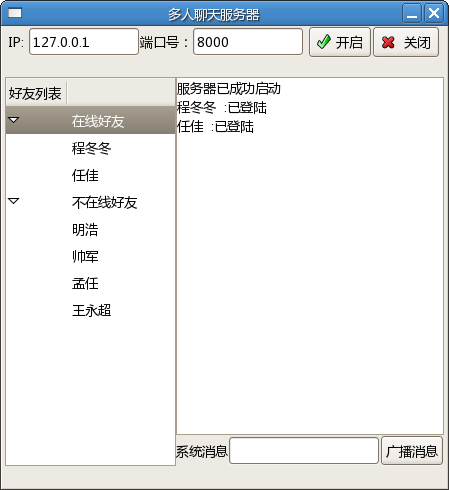 多人聊天服务器
IP: 127.0.0.1 端口号： 8000 开启 关闭
好友列表
在线好友
程冬冬
任佳
不在线好友
明浩
帅军
孟任
王永超
服务器已成功启动
程冬冬 :已登陆
任佳 :已登陆
系统消息 广播消息